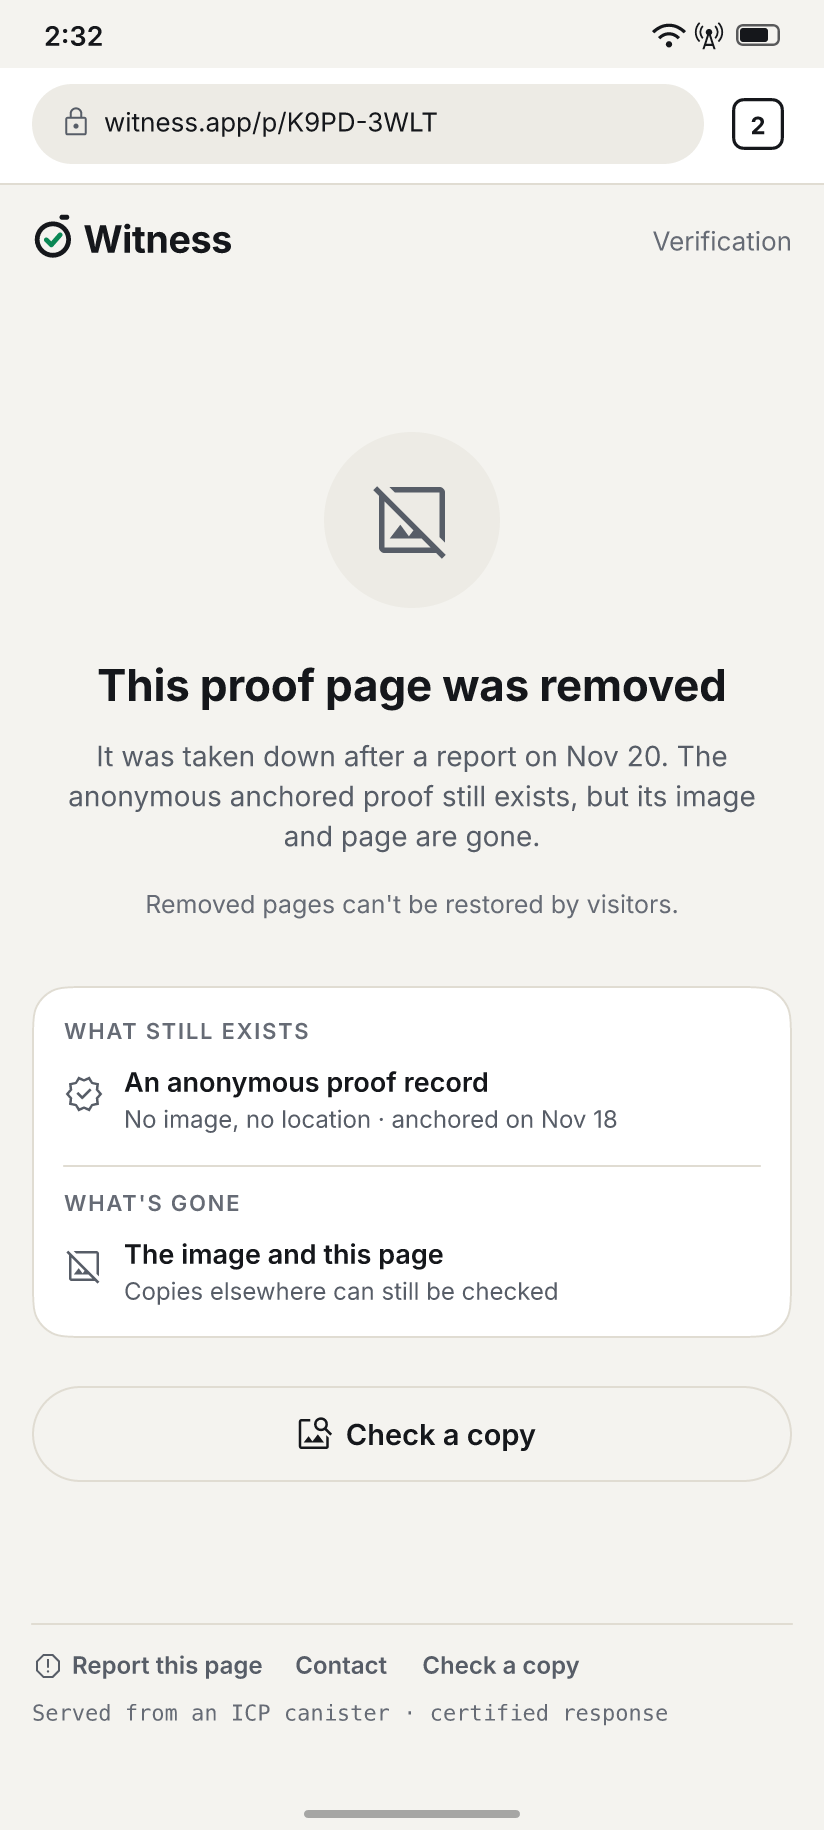 2:32
witness.app/p/K9PD-3WLT
2
Witness
Verification
This proof page was removed
It was taken down after a report on Nov 20. The
anonymous anchored proof still exists, but its image
and page are gone.
Removed pages can't be restored by visitors.
WHAT STILL EXISTS
An anonymous proof record
No image, no location · anchored on Nov 18
WHAT'S GONE
The image and this page
Copies elsewhere can still be checked
Check a copy
Report this page
Contact
Check a copy
Served from an ICP canister · certified response